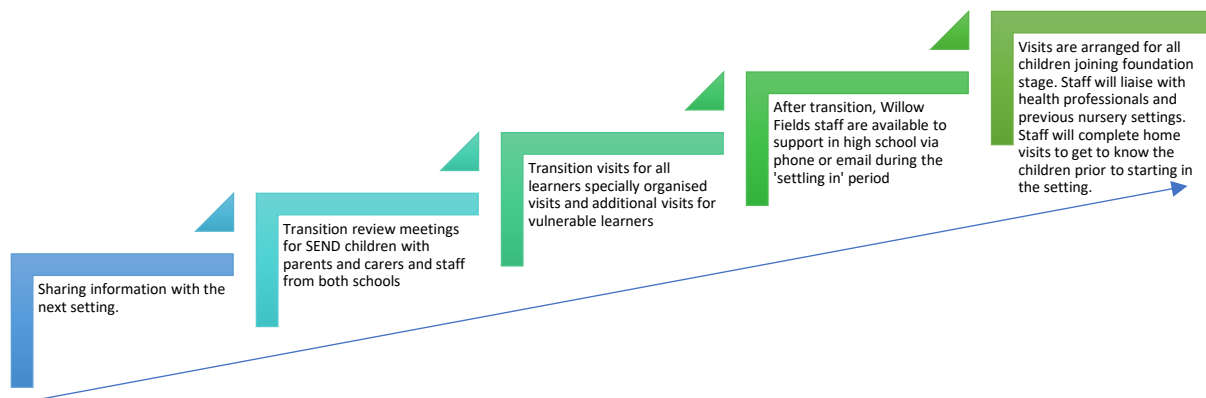 Sharing information with the
next setting.
Transition review meetings
for SEND children with
parents and carers and staff
from both schools
Transition visits for all
learners specially organised
visits and additional visits for
vulnerable learners
After transition, Willow
Fields staff are available to
support in high school via
phone or email during the
'settling in' period
Visits are arranged for all
children joining foundation
stage. Staff will liaise with
health professionals and
previous nursery settings.
Staff will complete home
visits to get to know the
children prior to starting in
the setting.